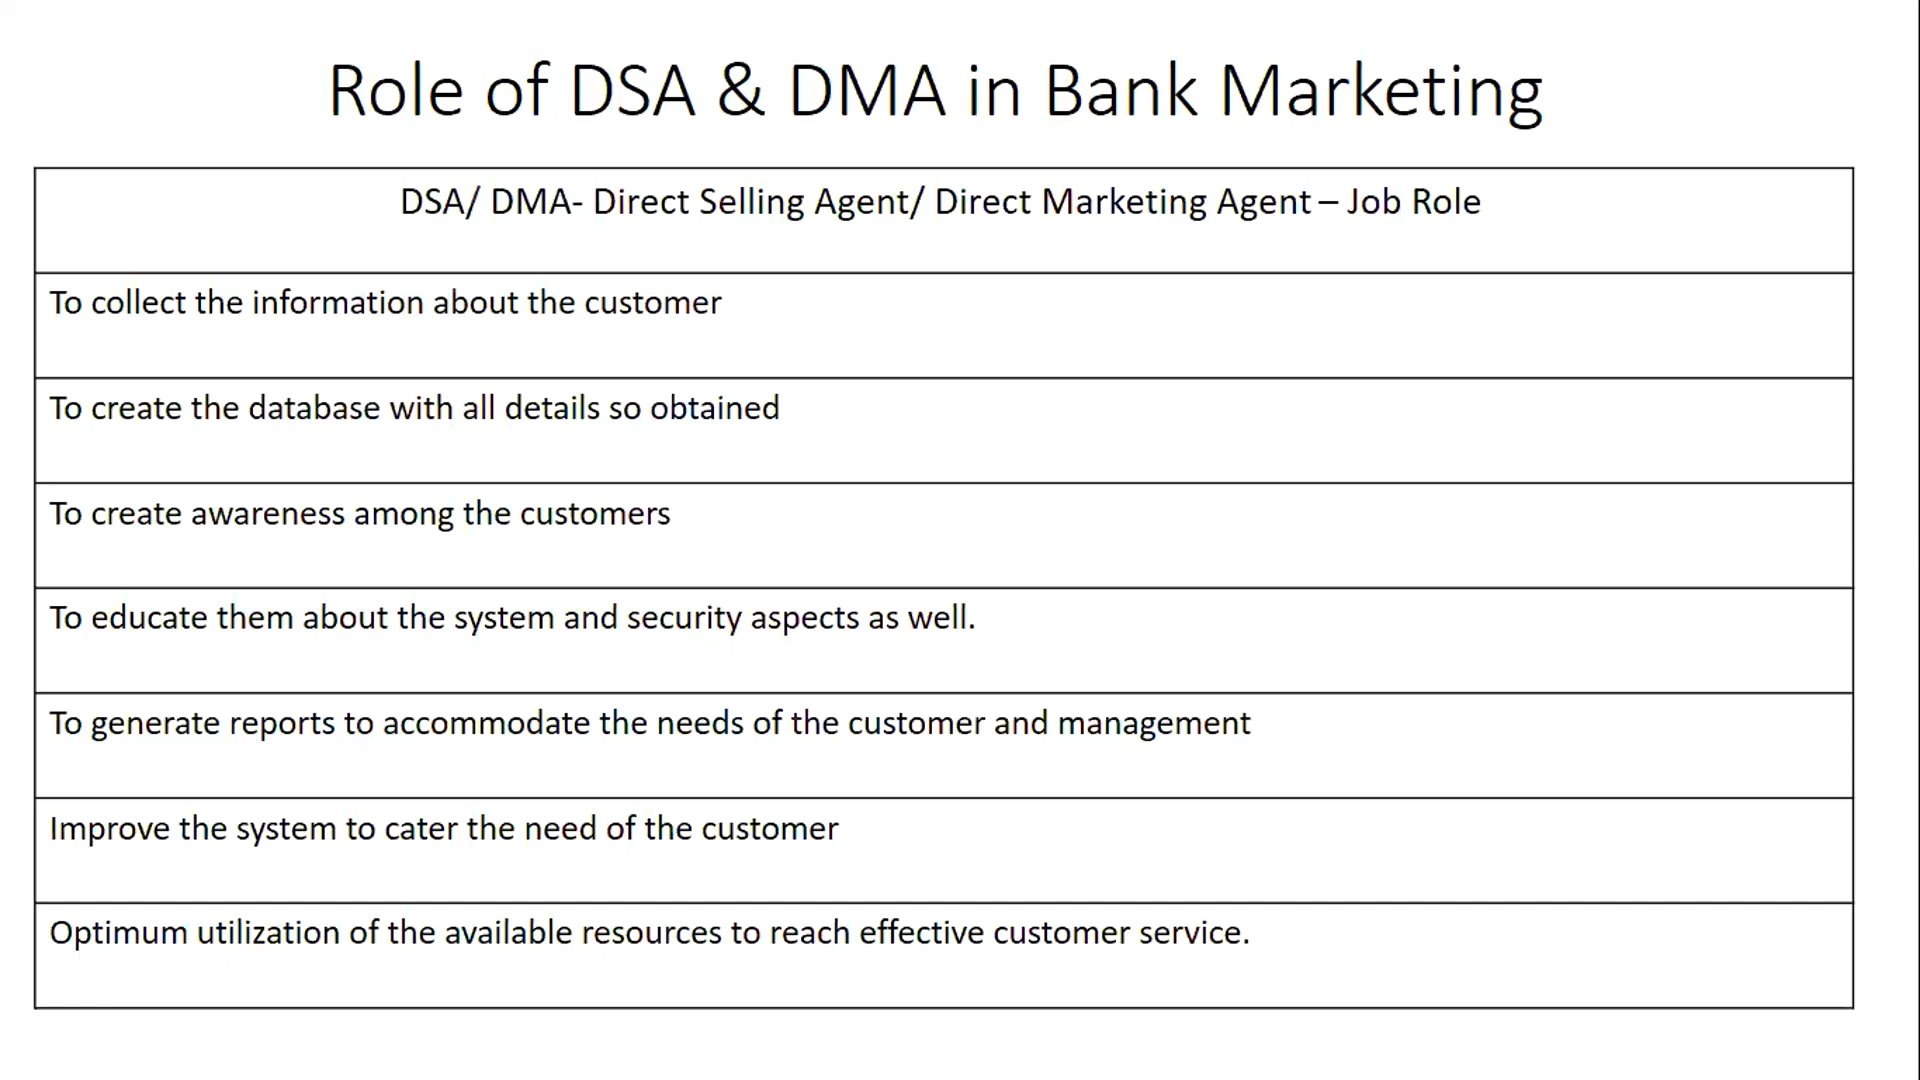 Role of DSA & DMA in Bank Marketing
DSA/ DMA- Direct Selling Agent/ Direct Marketing Agent – Job Role
To collect the information about the customer
To create the database with all details so obtained
To create awareness among the customers
To educate them about the system and security aspects as well.
To generate reports to accommodate the needs of the customer and management
Improve the system to cater the need of the customer
Optimum utilization of the available resources to reach effective customer service.